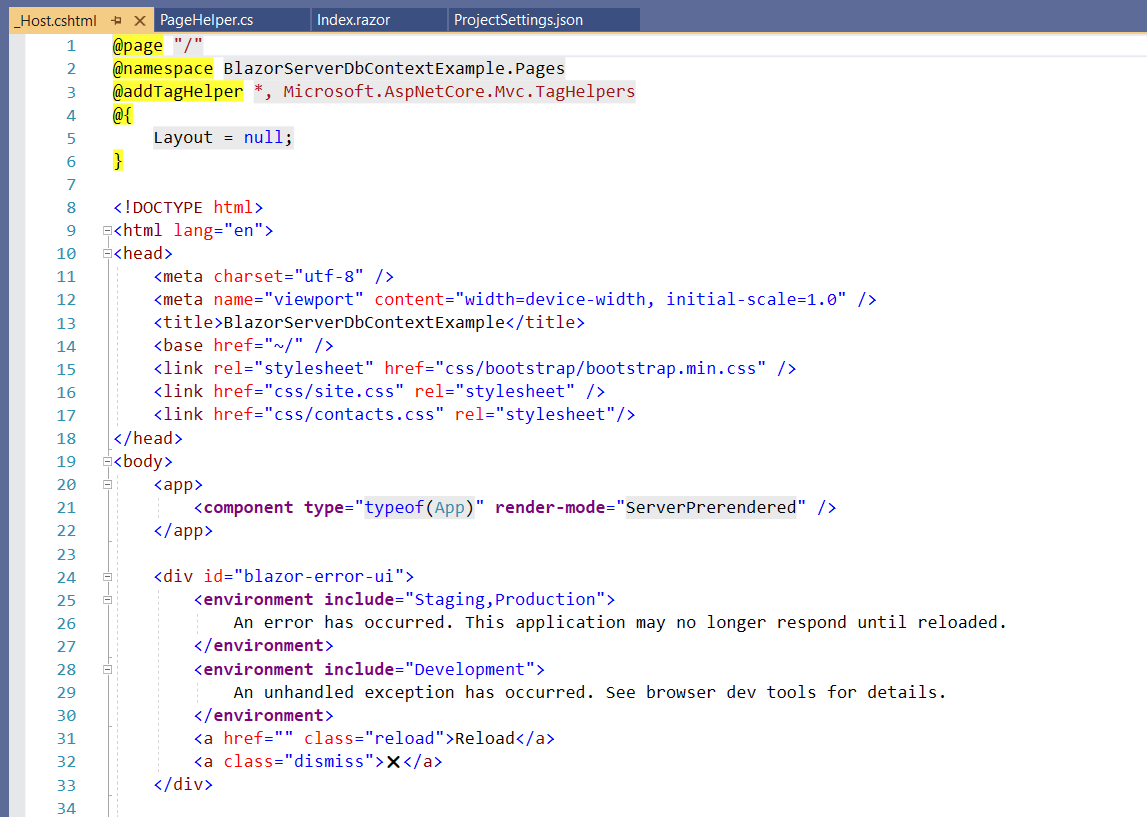 _Host.cshtml PageHelper.cs Index.razor ProjectSettings.json
1 @page "/"
2 @namespace BlazorServerDbContextExample.Pages
3 @addTagHelper *, Microsoft.AspNetCore.Mvc.TagHelpers
4 @{
5 Layout = null;
6 }
7
8 <!DOCTYPE html>
9 <html lang="en">
10 <head>
11 <meta charset="utf-8" />
12 <meta name="viewport" content="width=device-width, initial-scale=1.0" />
13 <title>BlazorServerDbContextExample</title>
14 <base href="~/" />
15 <link rel="stylesheet" href="css/bootstrap/bootstrap.min.css" />
16 <link href="css/site.css" rel="stylesheet" />
17 <link href="css/contacts.css" rel="stylesheet"/>
18 </head>
19 <body>
20 <app>
21 <component type="typeof(App)" render-mode="ServerPrerendered" />
22 </app>
23
24 <div id="blazor-error-ui">
25 <environment include="Staging,Production">
26 An error has occurred. This application may no longer respond until reloaded.
27 </environment>
28 <environment include="Development">
29 An unhandled exception has occurred. See browser dev tools for details.
30 </environment>
31 <a href="" class="reload">Reload</a>
32 <a class="dismiss">🗙</a>
33 </div>
34